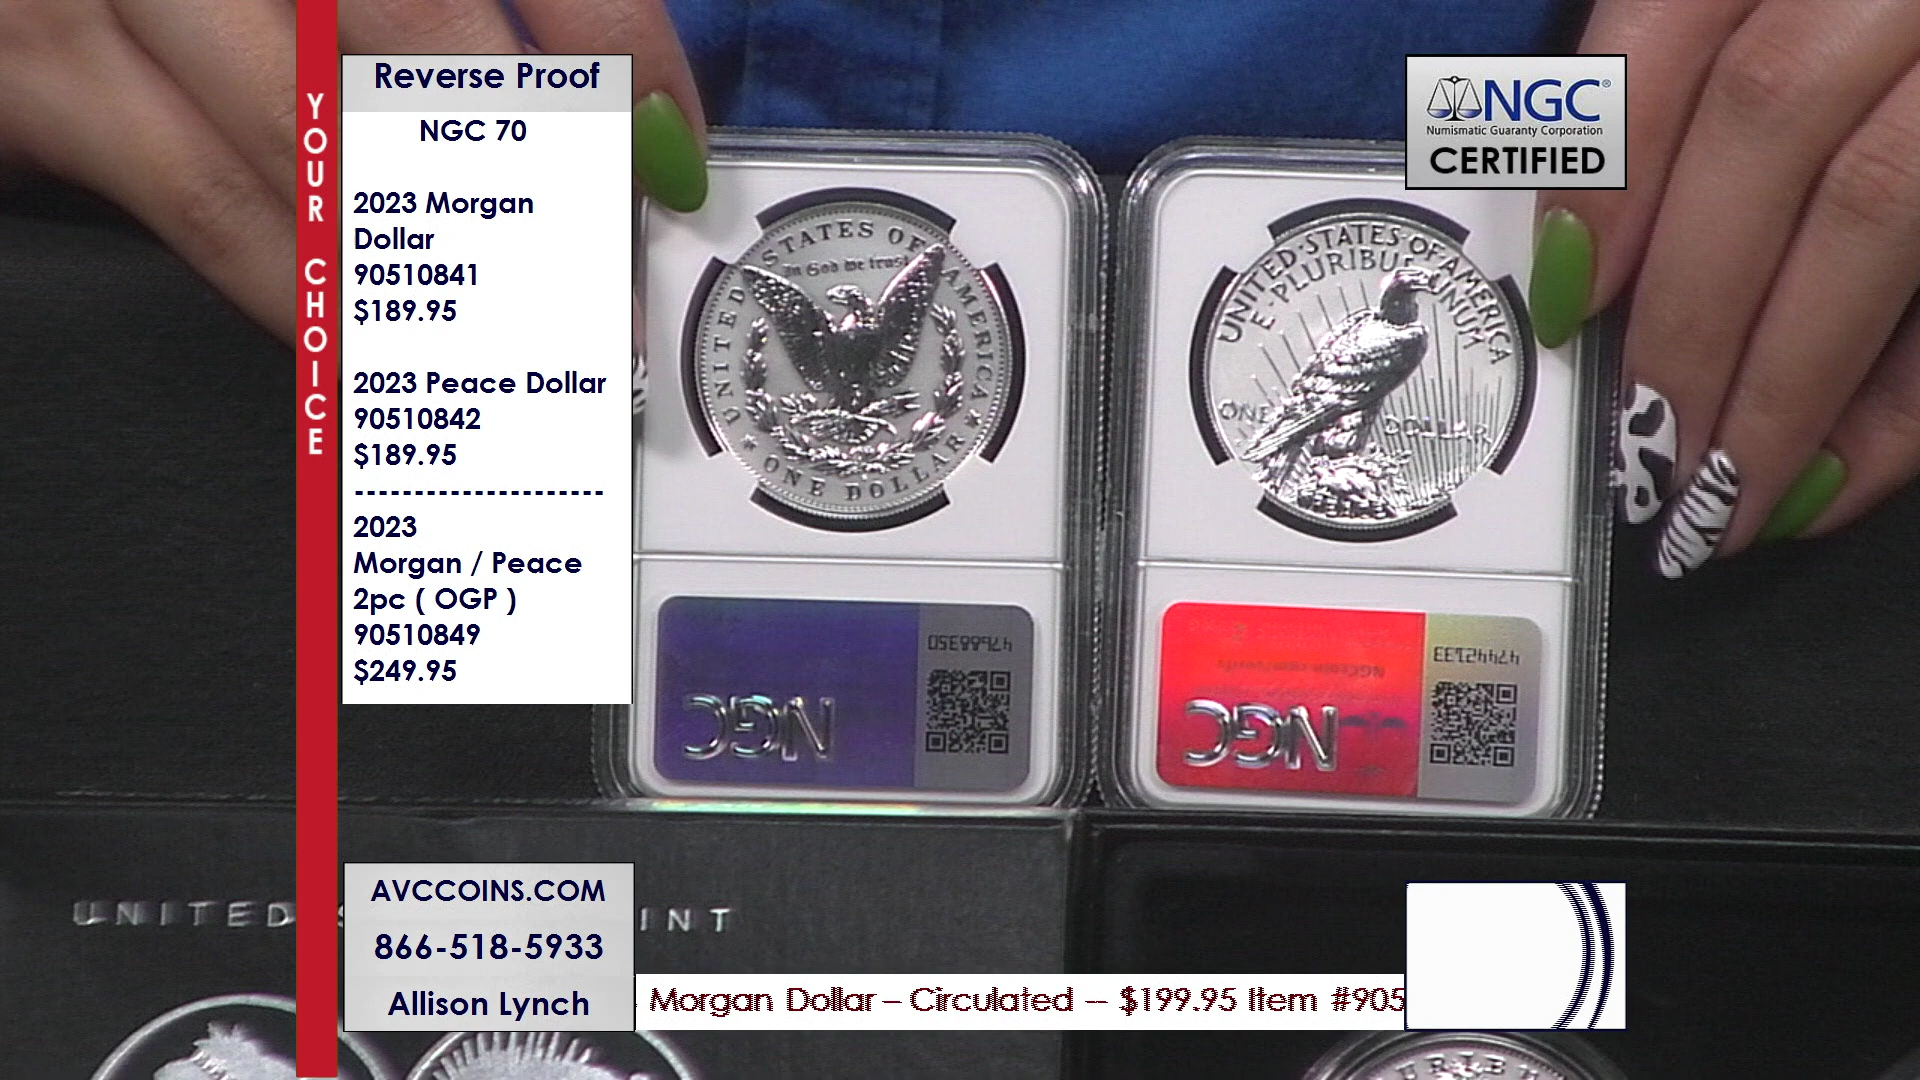 YOUR CHOICE
Reverse Proof
NGC 70
2023 Morgan
Dollar
90510841
$189.95
2023 Peace Dollar
90510842
$189.95
---------------------
2023
Morgan / Peace
2pc ( OGP )
90510849
$249.95
AVCCOINS.COM
866-518-5933
Allison Lynch
Morgan Dollar – Circulated -- $199.95 Item #905
NGC®
Numismatic Guaranty Corporation
CERTIFIED
UNITED STATES OF AMERICA
In God we trust
ONE DOLLAR
UNITED·STATES·OF·AMERICA
E·PLURIBUS UNUM
ONE DOLLAR
PEACE
NGC
NGC
UNITED
INT